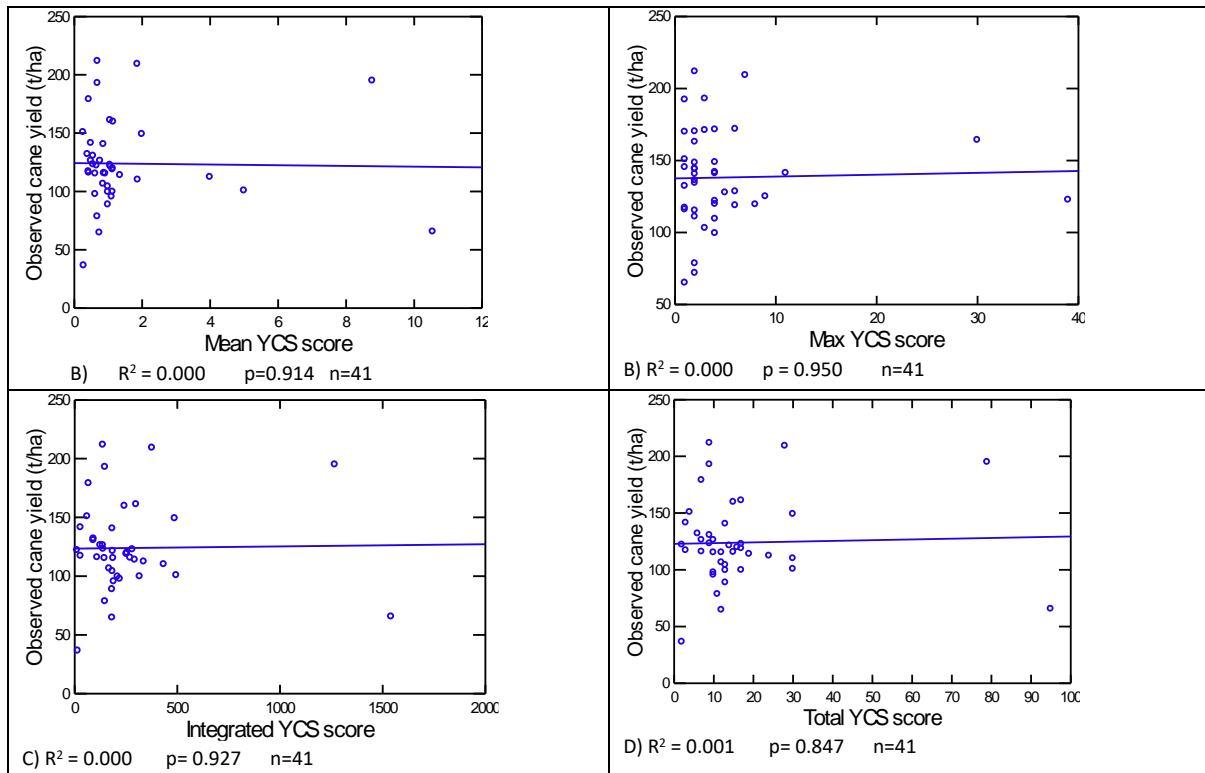 250
200
150
100
50
0
Observed cane yield (t/ha)
0 2 4 6 8 10 12
Mean YCS score
B) R² = 0.000 p=0.914 n=41
250
200
150
100
50
Observed cane yield (t/ha)
0 10 20 30 40
Max YCS score
B) R² = 0.000 p = 0.950 n=41
250
200
150
100
50
0
Observed cane yield (t/ha)
0 500 1000 1500 2000
Integrated YCS score
C) R² = 0.000 p= 0.927 n=41
250
200
150
100
50
0
Observed cane yield (t/ha)
0 10 20 30 40 50 60 70 80 90 100
Total YCS score
D) R² = 0.001 p= 0.847 n=41